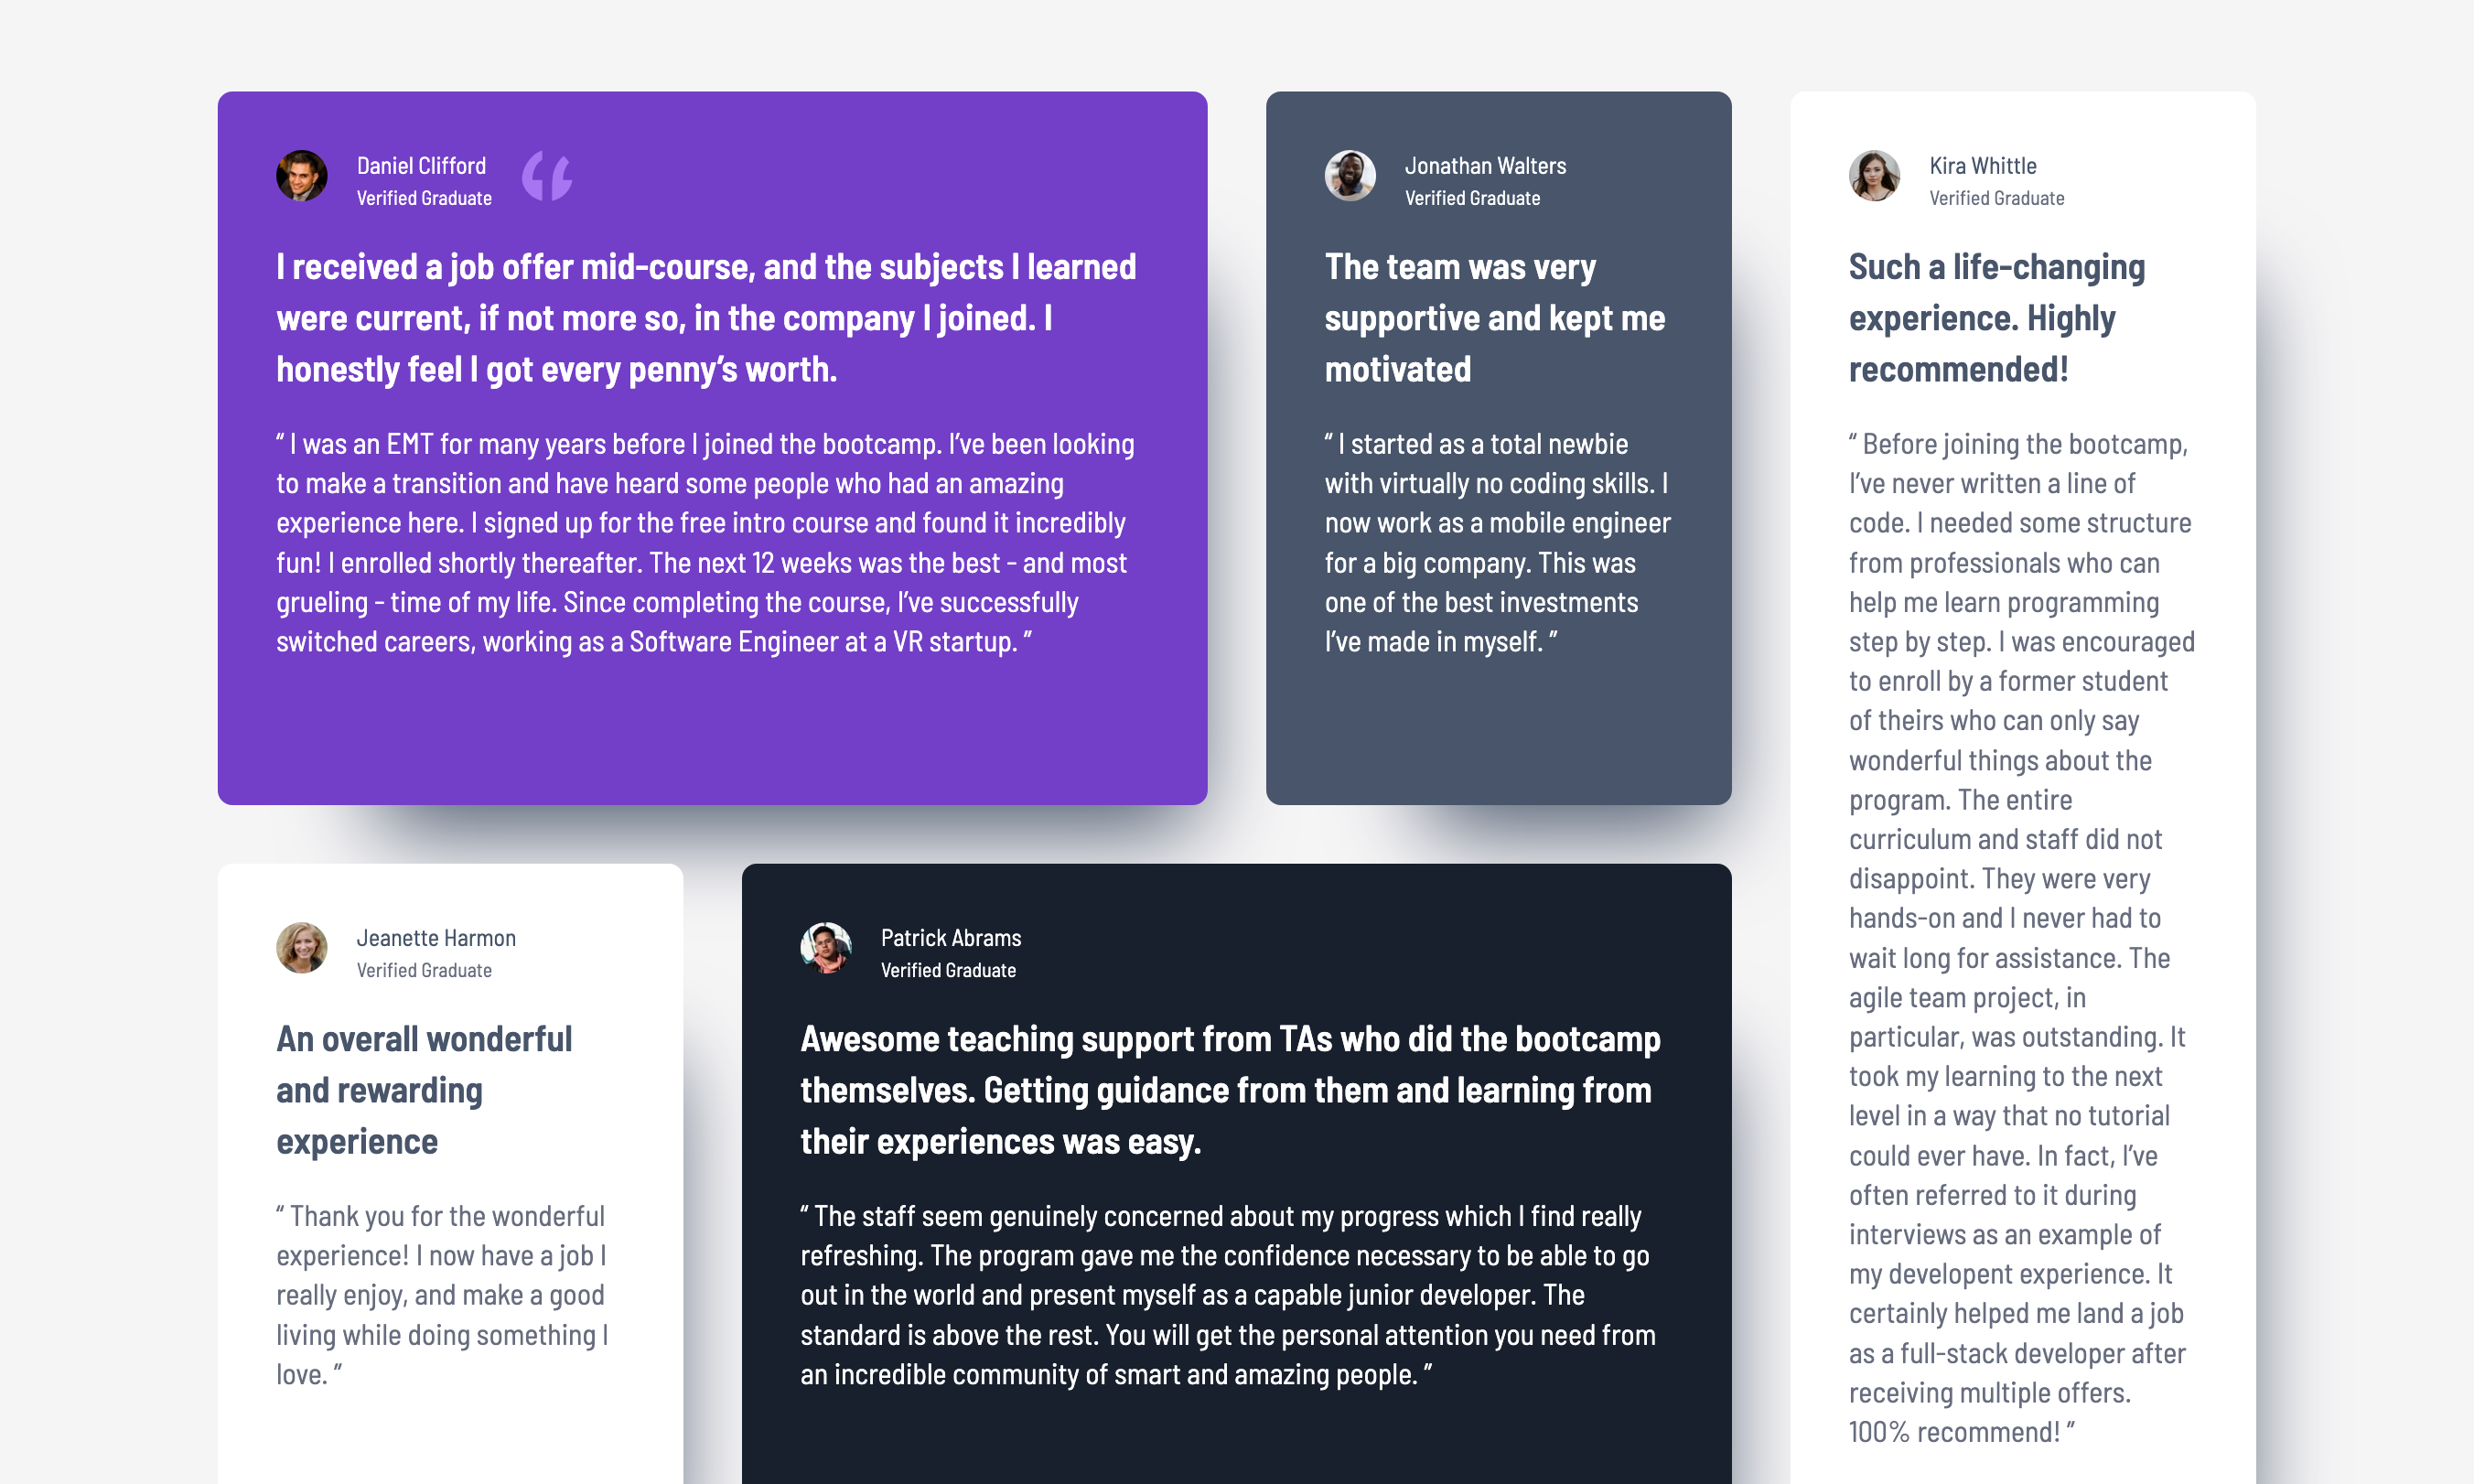 Daniel Clifford
Verified Graduate
I received a job offer mid-course, and the subjects I learned
were current, if not more so, in the company I joined. I
honestly feel I got every penny’s worth.
“ I was an EMT for many years before I joined the bootcamp. I’ve been looking
to make a transition and have heard some people who had an amazing
experience here. I signed up for the free intro course and found it incredibly
fun! I enrolled shortly thereafter. The next 12 weeks was the best - and most
grueling - time of my life. Since completing the course, I’ve successfully
switched careers, working as a Software Engineer at a VR startup. ”
Jonathan Walters
Verified Graduate
The team was very
supportive and kept me
motivated
“ I started as a total newbie
with virtually no coding skills. I
now work as a mobile engineer
for a big company. This was
one of the best investments
I’ve made in myself. ”
Kira Whittle
Verified Graduate
Such a life-changing
experience. Highly
recommended!
“ Before joining the bootcamp,
I’ve never written a line of
code. I needed some structure
from professionals who can
help me learn programming
step by step. I was encouraged
to enroll by a former student
of theirs who can only say
wonderful things about the
program. The entire
curriculum and staff did not
disappoint. They were very
hands-on and I never had to
wait long for assistance. The
agile team project, in
particular, was outstanding. It
took my learning to the next
level in a way that no tutorial
could ever have. In fact, I’ve
often referred to it during
interviews as an example of
my developent experience. It
certainly helped me land a job
as a full-stack developer after
receiving multiple offers.
100% recommend! ”
Jeanette Harmon
Verified Graduate
An overall wonderful
and rewarding
experience
“ Thank you for the wonderful
experience! I now have a job I
really enjoy, and make a good
living while doing something I
love. ”
Patrick Abrams
Verified Graduate
Awesome teaching support from TAs who did the bootcamp
themselves. Getting guidance from them and learning from
their experiences was easy.
“ The staff seem genuinely concerned about my progress which I find really
refreshing. The program gave me the confidence necessary to be able to go
out in the world and present myself as a capable junior developer. The
standard is above the rest. You will get the personal attention you need from
an incredible community of smart and amazing people. ”